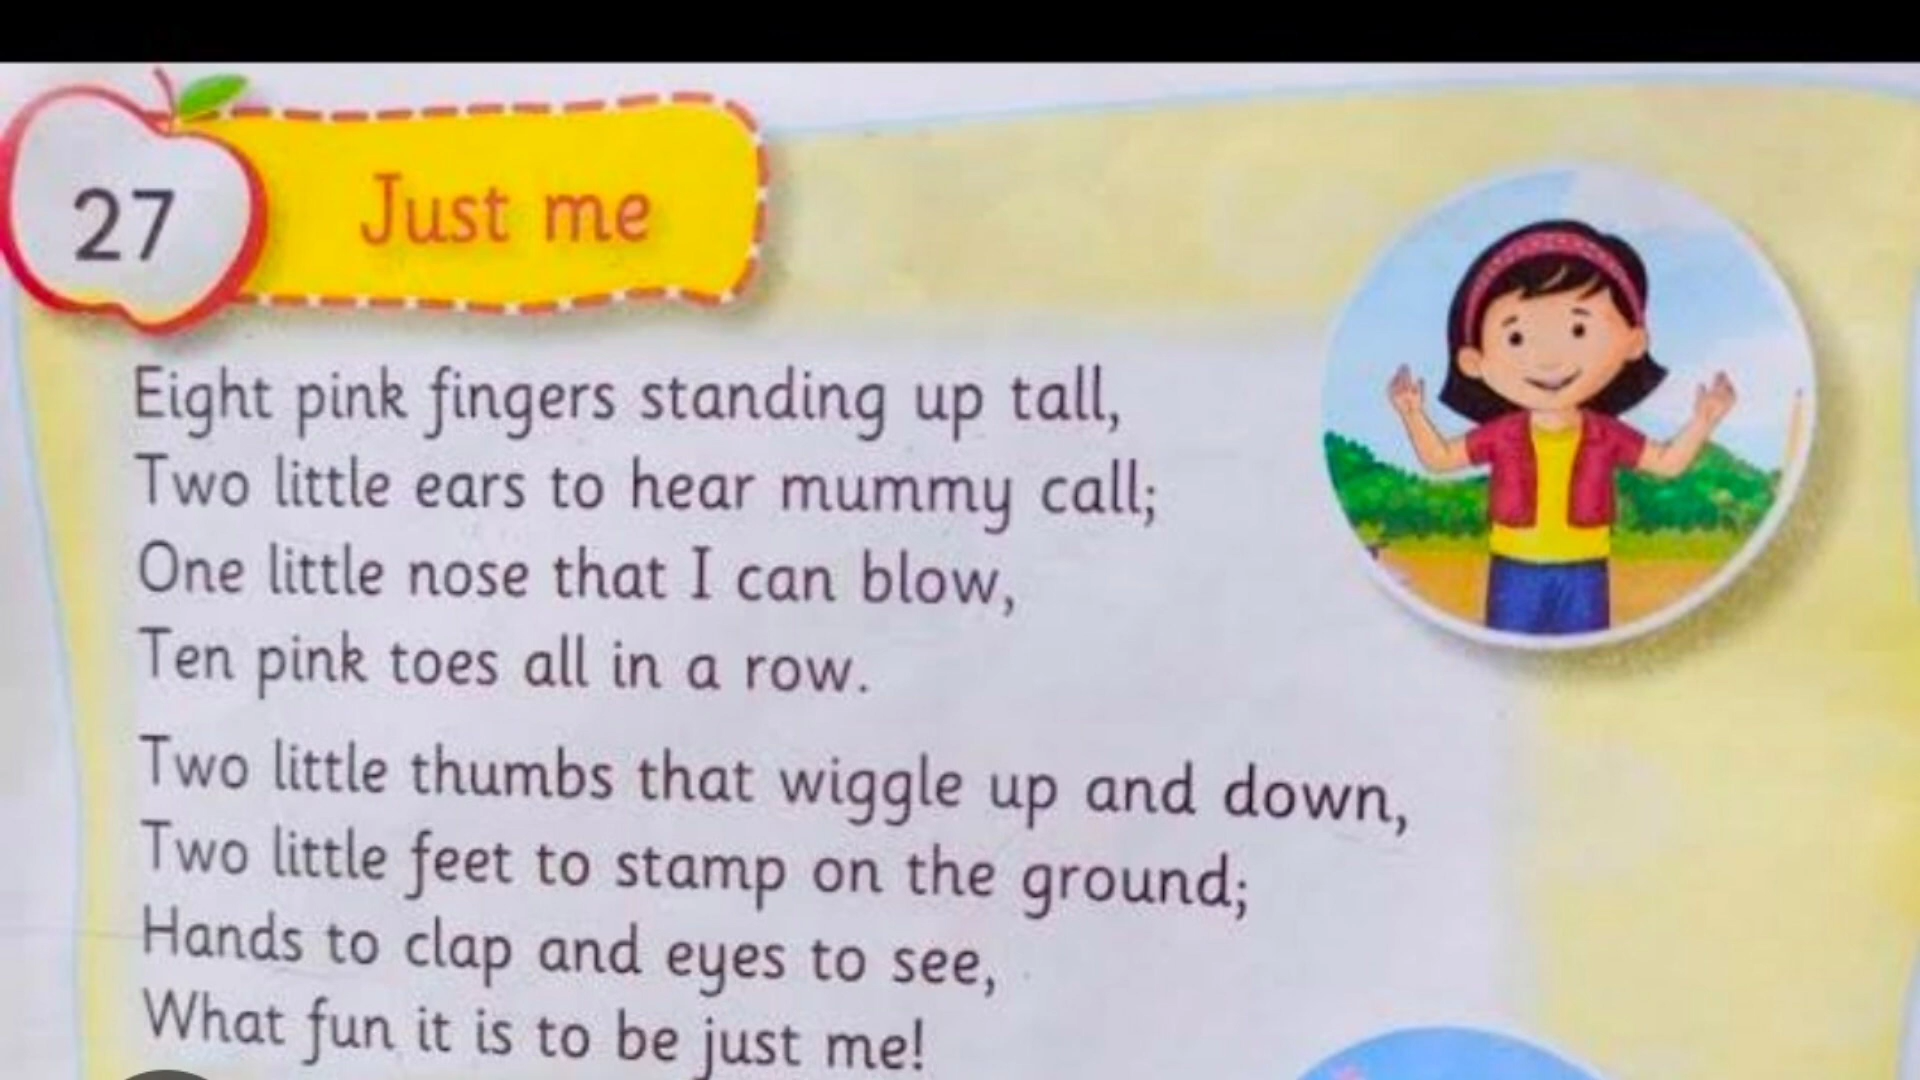 27
Just me
Eight pink fingers standing up tall,
Two little ears to hear mummy call;
One little nose that I can blow,
Ten pink toes all in a row.
Two little thumbs that wiggle up and down,
Two little feet to stamp on the ground;
Hands to clap and eyes to see,
What fun it is to be just me!